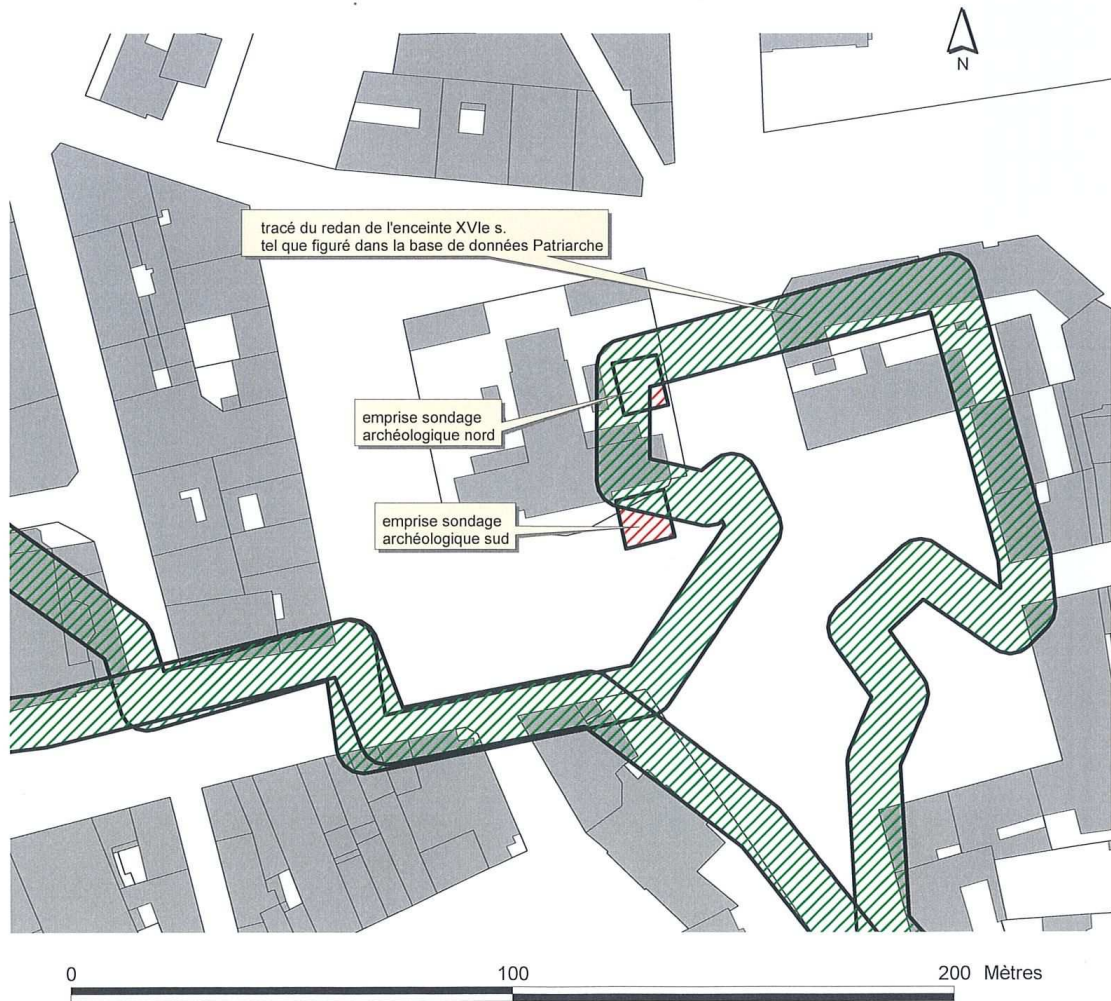 N
tracé du redan de l'enceinte XVIe s.
tel que figuré dans la base de données Patriarche
emprise sondage
archéologique nord
emprise sondage
archéologique sud
0 100 200 Mètres